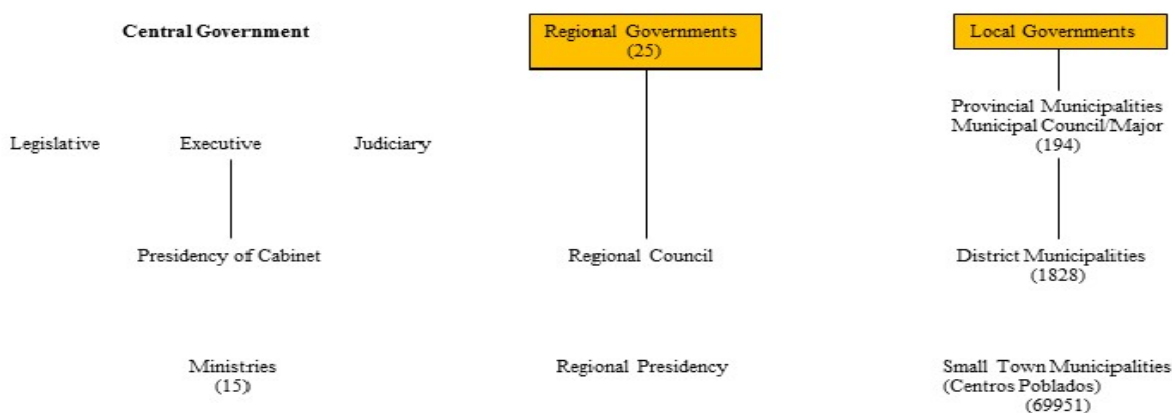 Central Government
Regional Governments
(25)
Local Governments
Provincial Municipalities
Municipal Council/Major
(194)
Legislative
Executive
Judiciary
Presidency of Cabinet
Regional Council
District Municipalities
(1828)
Ministries
(15)
Regional Presidency
Small Town Municipalities
(Centros Poblados)
(69951)